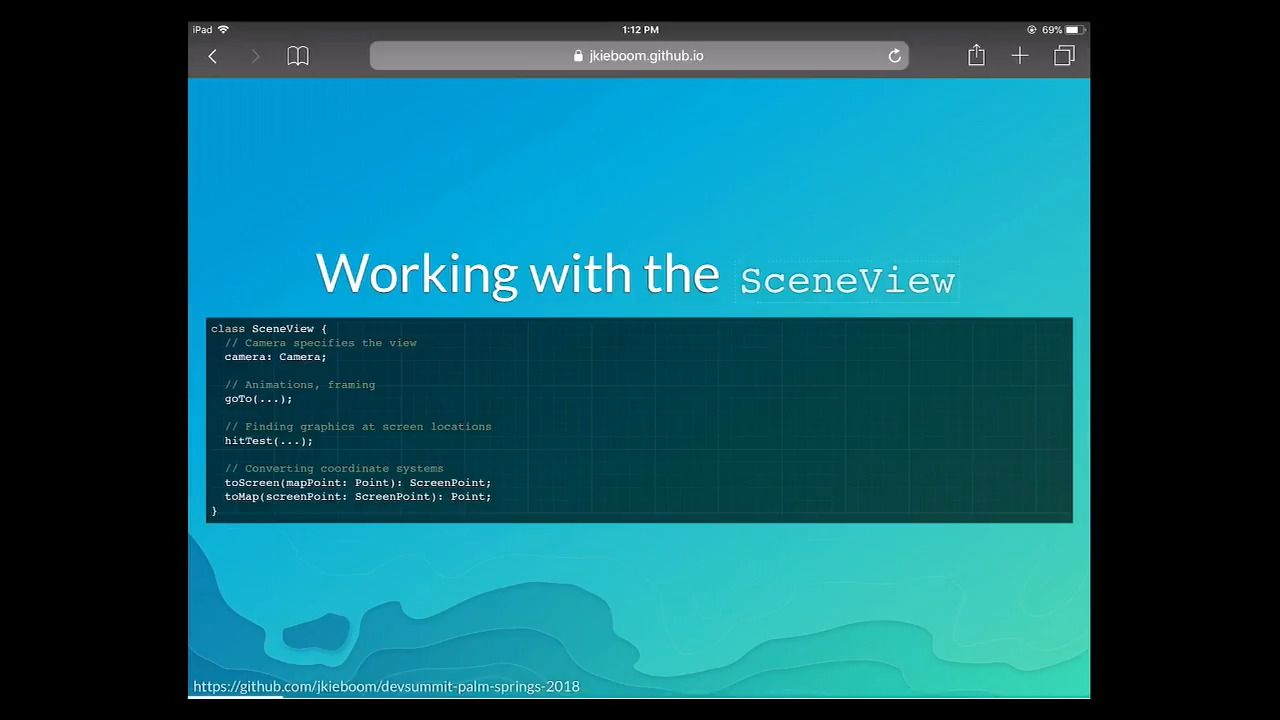 iPad 1:12 PM 69%
jkieboom.github.io
Working with the SceneView
class SceneView {
// Camera specifies the view
camera: Camera;
// Animations, framing
goTo(...);
// Finding graphics at screen locations
hitTest(...);
// Converting coordinate systems
toScreen(mapPoint: Point): ScreenPoint;
toMap(screenPoint: ScreenPoint): Point;
}
https://github.com/jkieboom/devsummit-palm-springs-2018